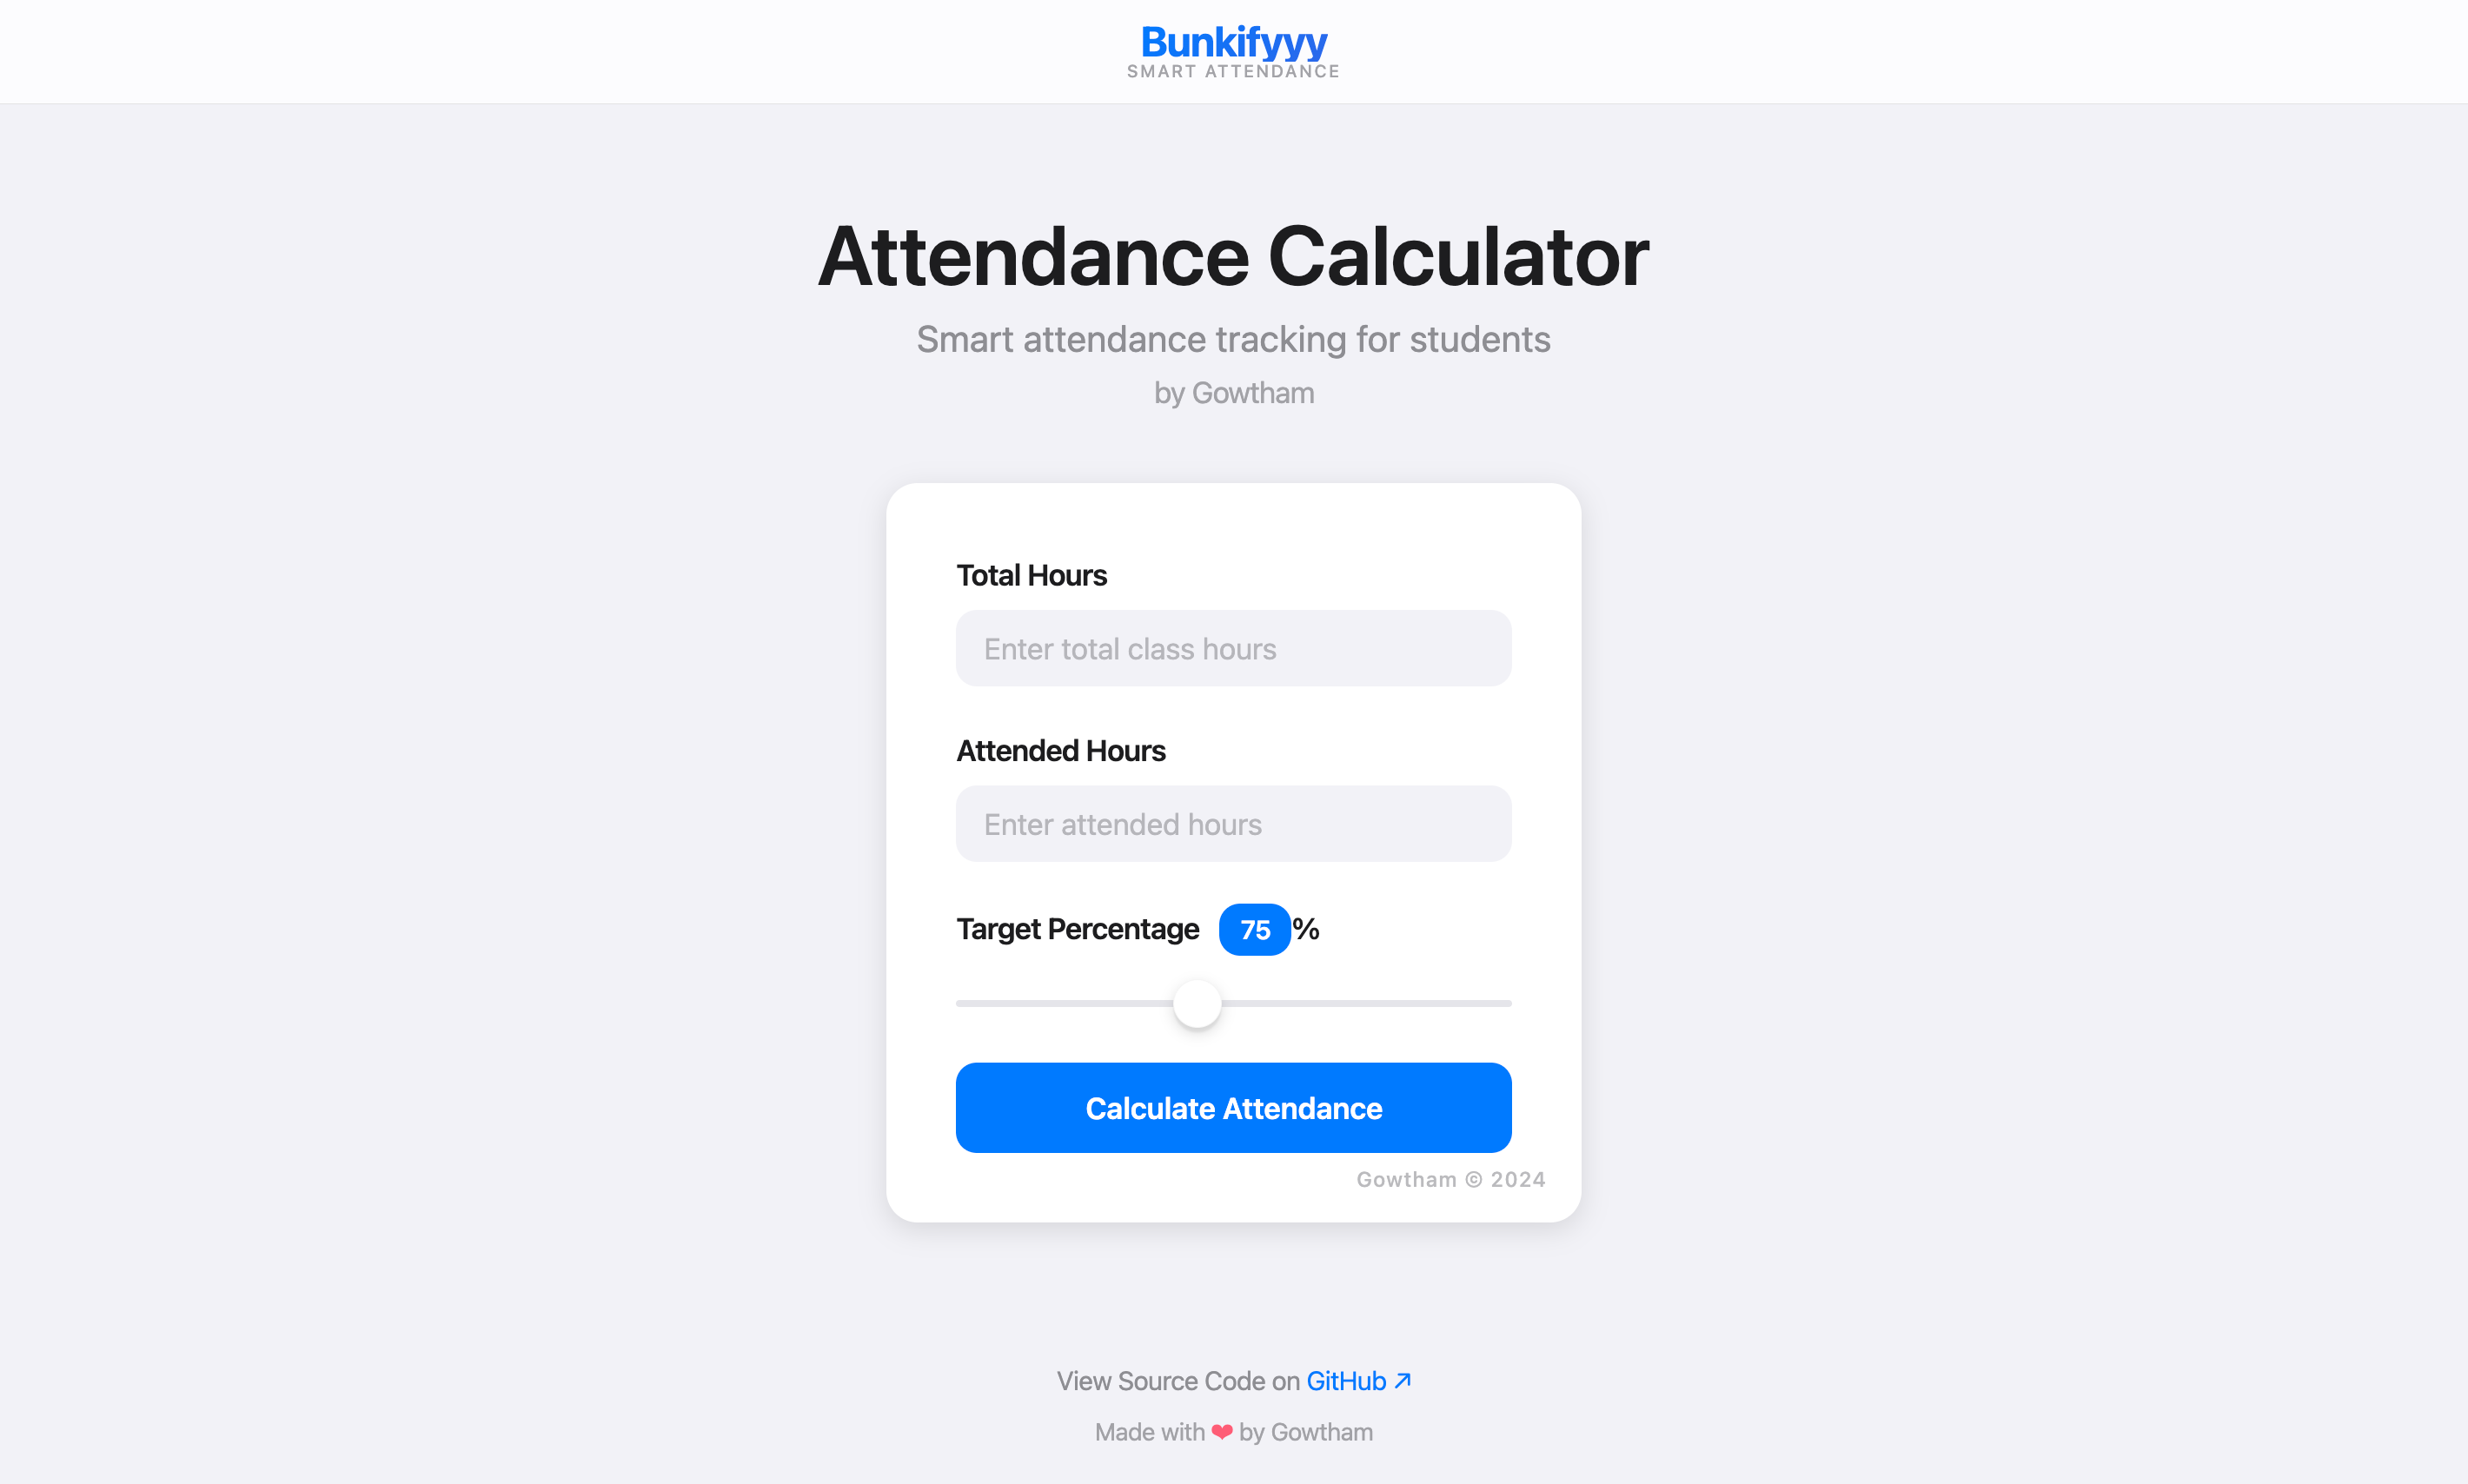 Bunkifyyy
SMART ATTENDANCE
Attendance Calculator
Smart attendance tracking for students
by Gowtham
Total Hours
Enter total class hours
Attended Hours
Enter attended hours
Target Percentage 75%
Calculate Attendance
Gowtham © 2024
View Source Code on GitHub ↗
Made with ❤ by Gowtham